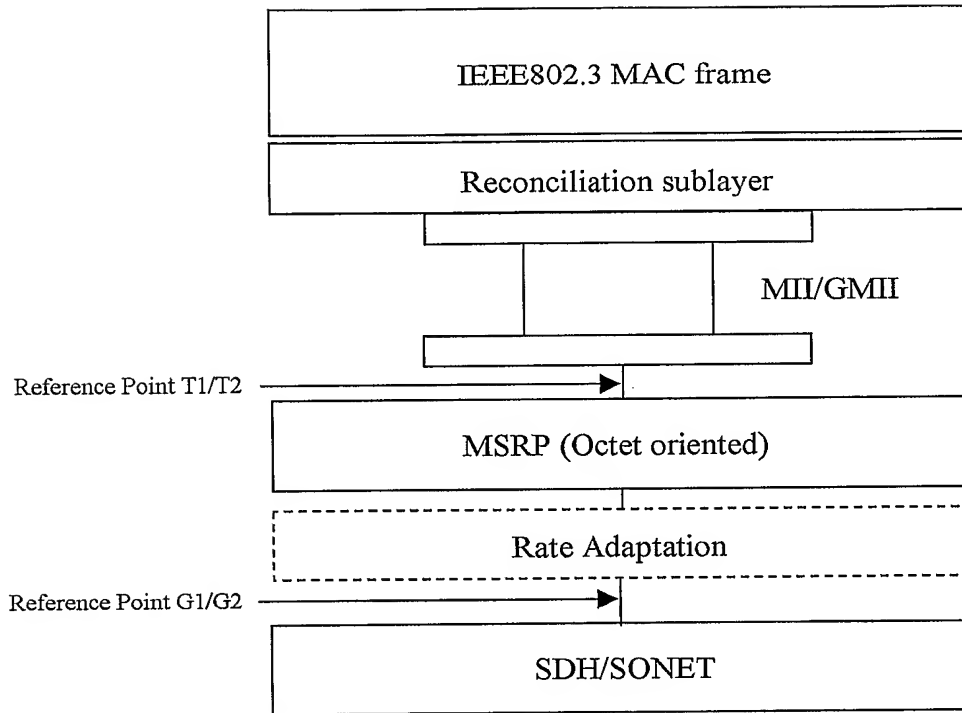 IEEE802.3 MAC frame
Reconciliation sublayer
MII/GMII
Reference Point T1/T2
MSRP (Octet oriented)
Rate Adaptation
Reference Point G1/G2
SDH/SONET